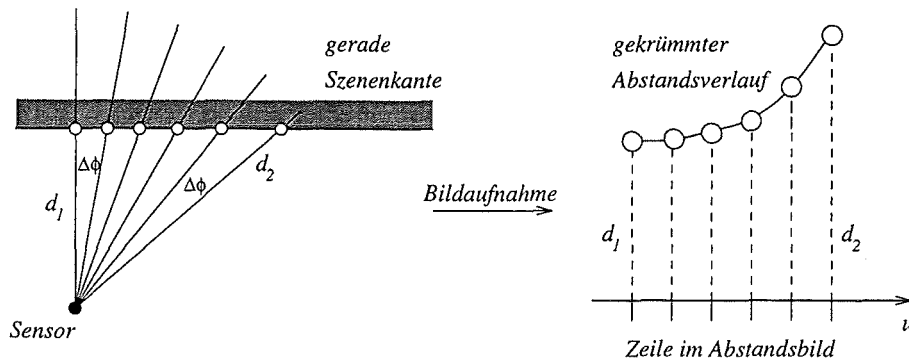 gerade
Szenenkante
Δϕ
Δϕ
d₁
d₂
Sensor
Bildaufnahme
gekrümmter
Abstandsverlauf
d₁
d₂
u
Zeile im Abstandsbild